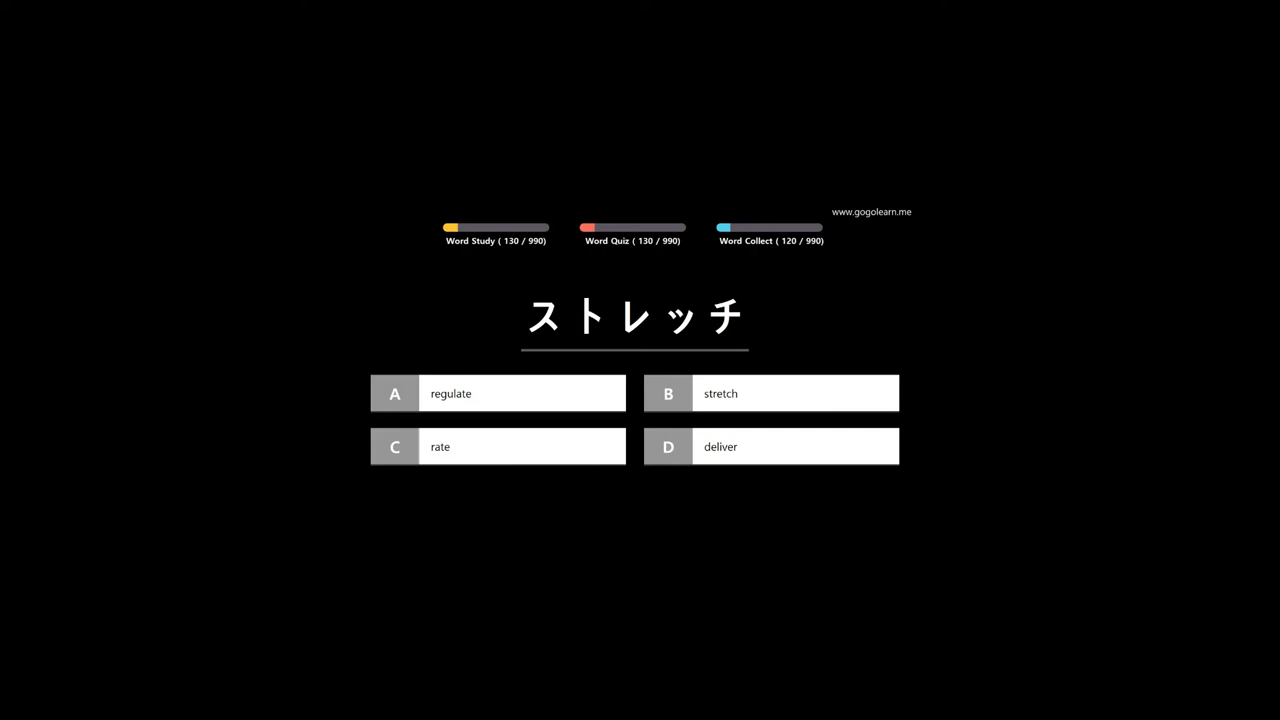 www.gogolearn.me
Word Study ( 130 / 990)
Word Quiz ( 130 / 990)
Word Collect ( 120 / 990)
ストレッチ
A regulate
B stretch
C rate
D deliver